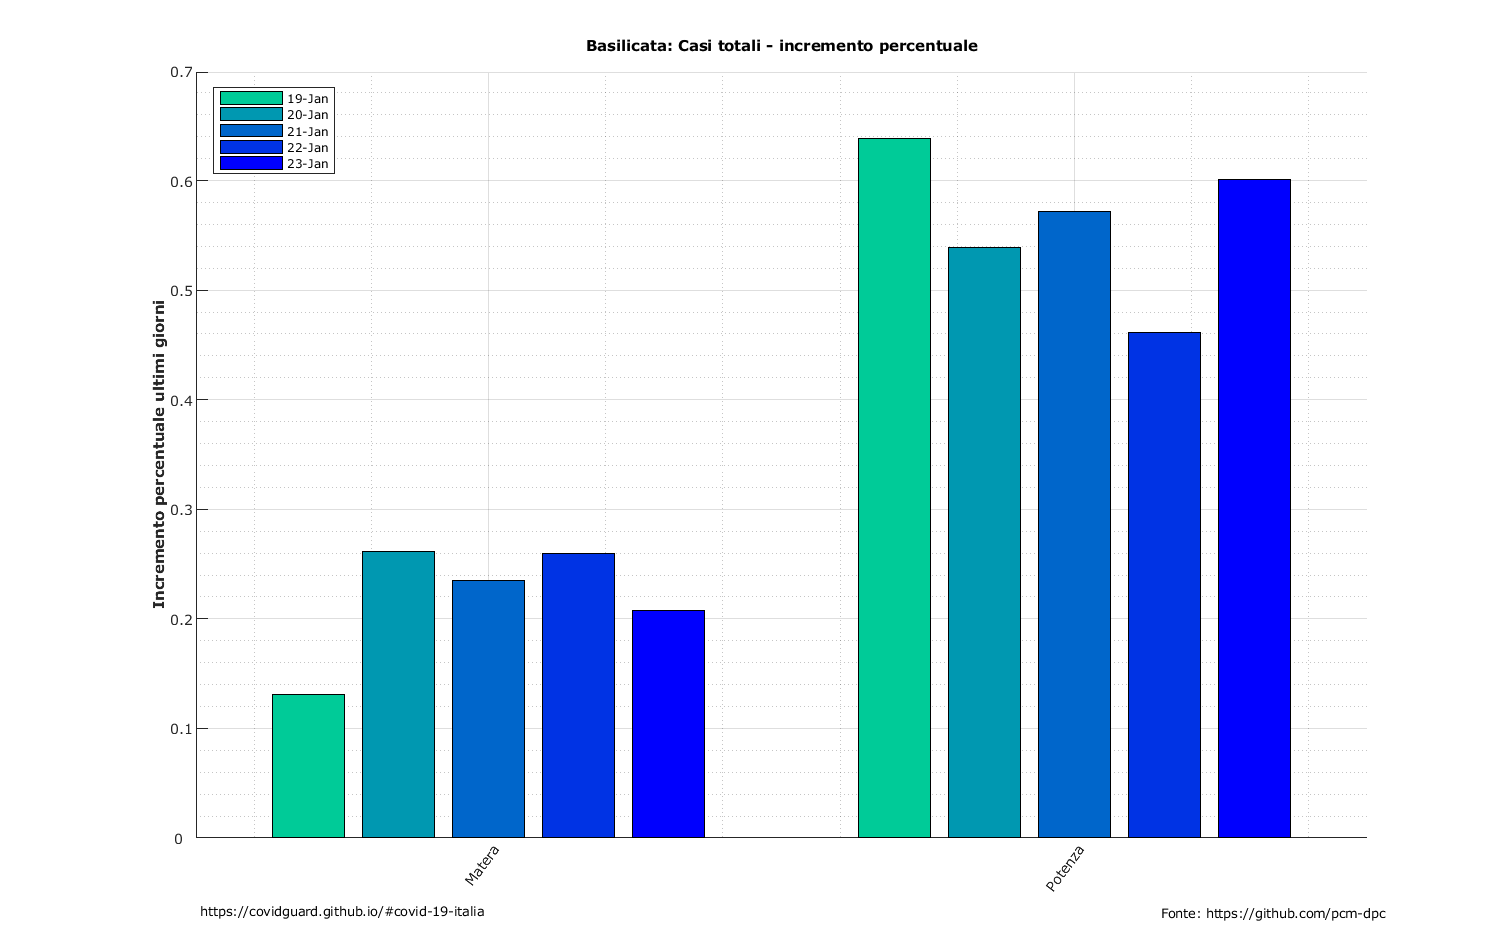 Basilicata: Casi totali - incremento percentuale
0.7
0.6
0.5
0.4
0.3
0.2
0.1
0
Incremento percentuale ultimi giorni
19-Jan
20-Jan
21-Jan
22-Jan
23-Jan
Matera
Potenza
https://covidguard.github.io/#covid-19-italia
Fonte: https://github.com/pcm-dpc